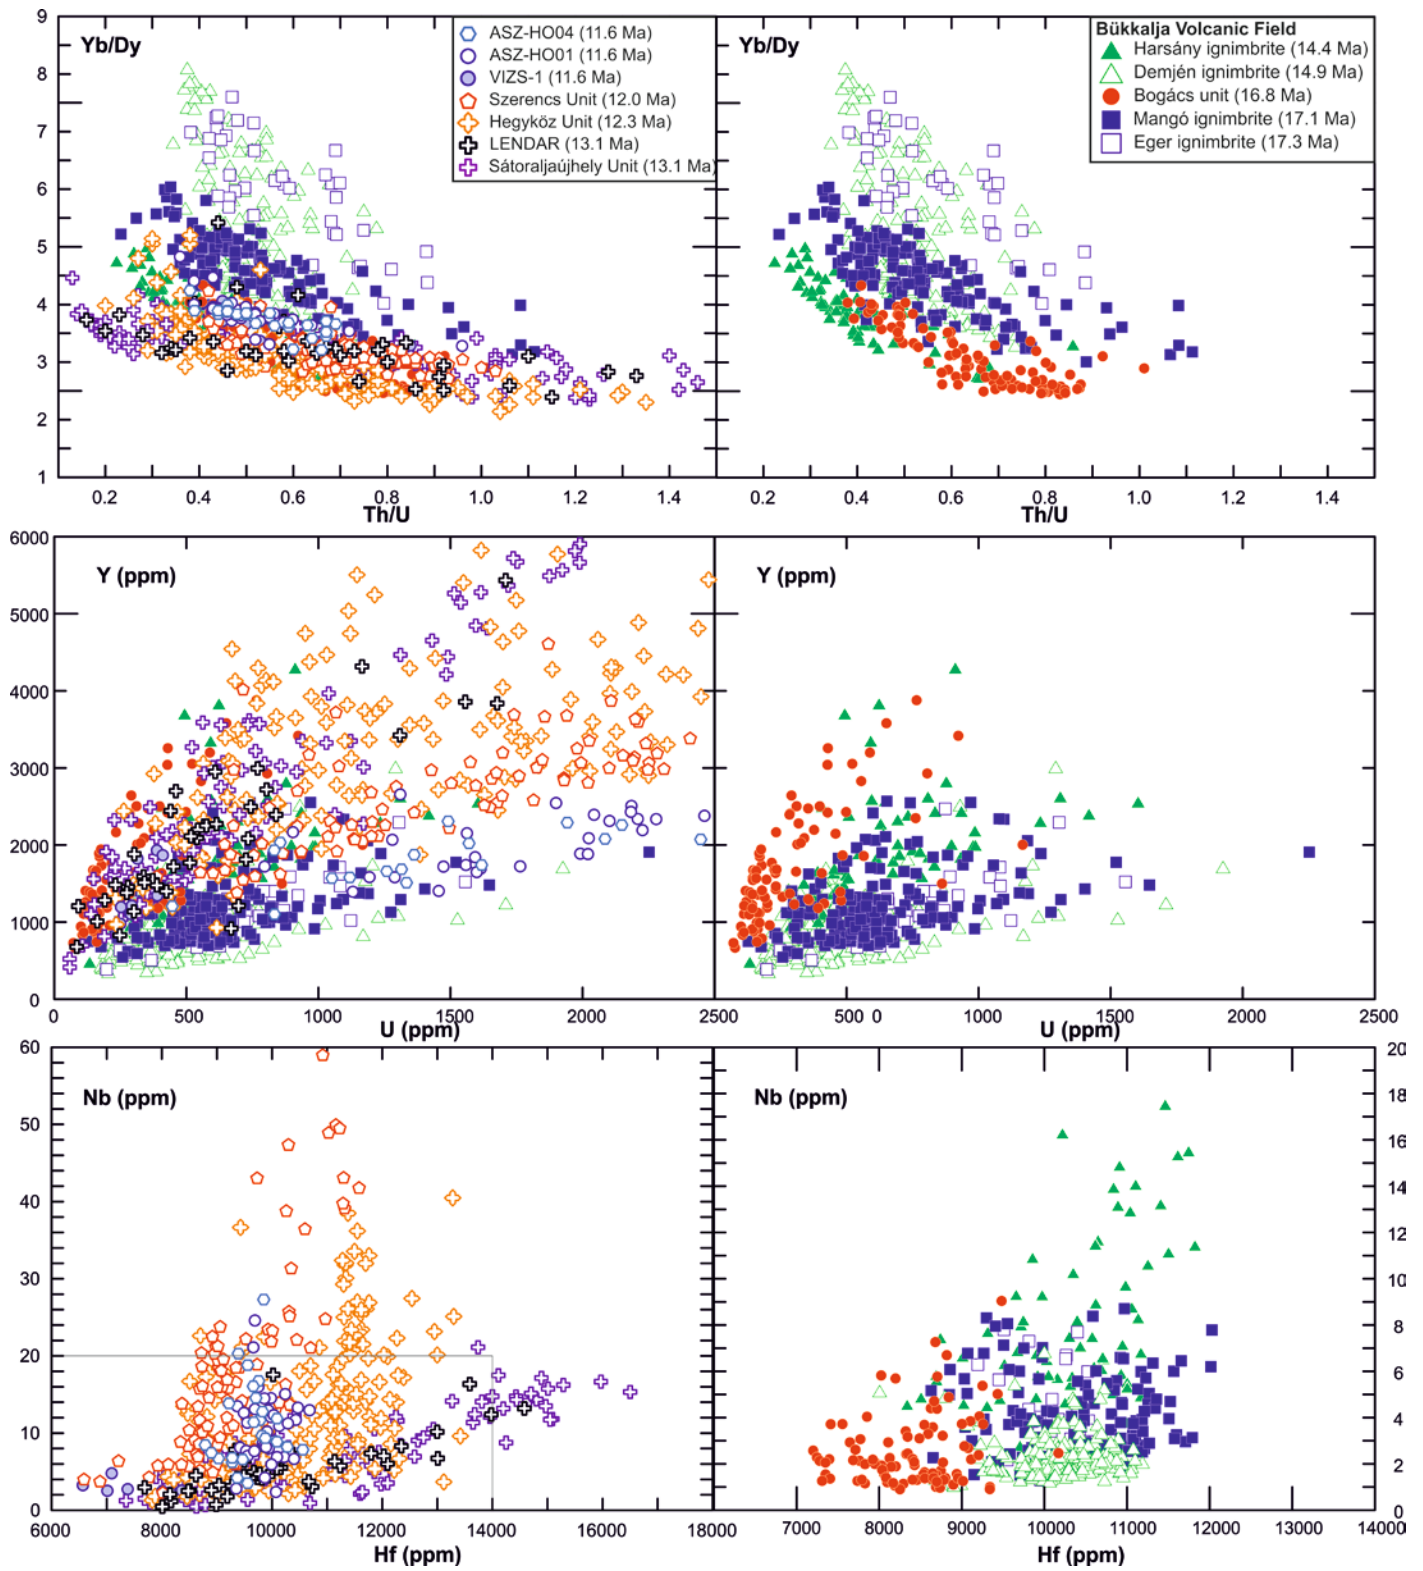 9
8
7
6
5
4
3
2
1
Yb/Dy
ASZ-HO04 (11.6 Ma)
ASZ-HO01 (11.6 Ma)
VIZS-1 (11.6 Ma)
Szerencs Unit (12.0 Ma)
Hegyköz Unit (12.3 Ma)
LENDAR (13.1 Ma)
Sátoraljaújhely Unit (13.1 Ma)
0.2 0.4 0.6 0.8 1.0 1.2 1.4
Th/U
Yb/Dy
Bükkalja Volcanic Field
Harsány ignimbrite (14.4 Ma)
Demjén ignimbrite (14.9 Ma)
Bogács unit (16.8 Ma)
Mangó ignimbrite (17.1 Ma)
Eger ignimbrite (17.3 Ma)
0.2 0.4 0.6 0.8 1.0 1.2 1.4
Th/U
6000
5000
4000
3000
2000
1000
0
Y (ppm)
0 500 1000 1500 2000 2500
U (ppm)
Y (ppm)
500 0 1000 1500 2000 2500
U (ppm)
60
50
40
30
20
10
0
Nb (ppm)
6000 8000 10000 12000 14000 16000 18000
Hf (ppm)
Nb (ppm)
20
18
16
14
12
10
8
6
4
2
0
7000 8000 9000 10000 11000 12000 13000 14000
Hf (ppm)